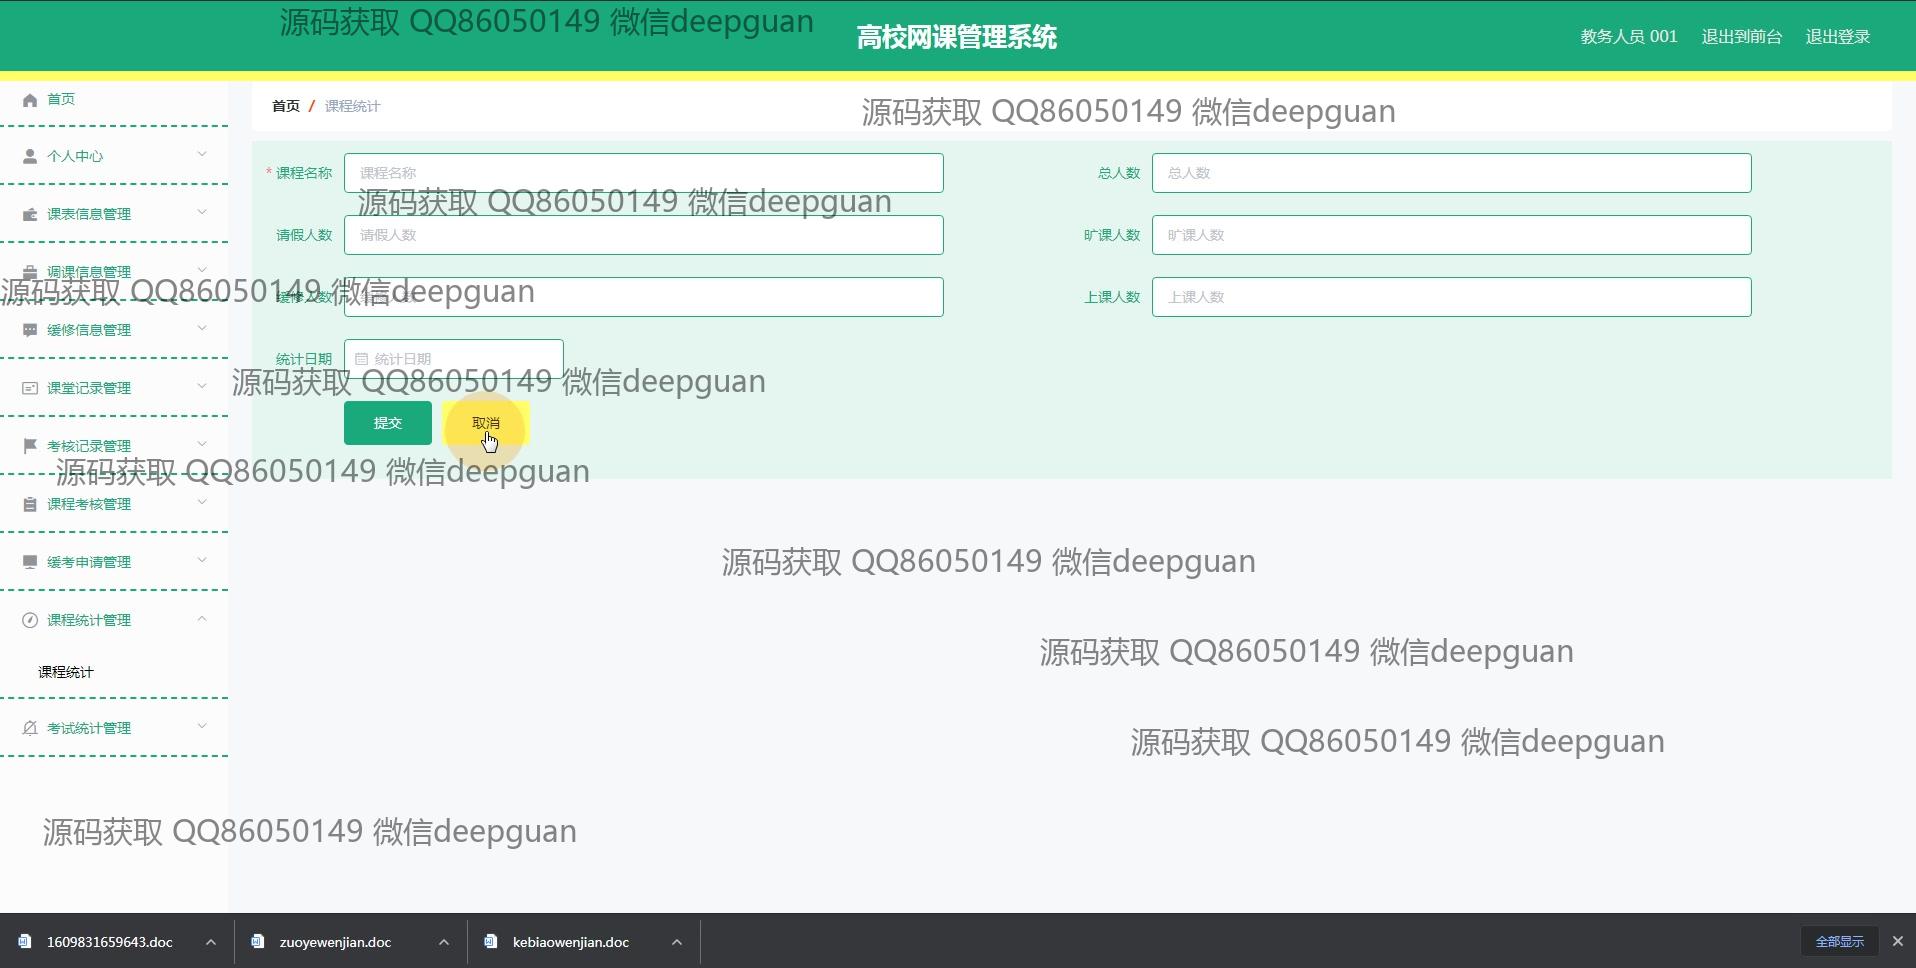 源码获取 QQ86050149 微信deepguan
高校网课管理系统
教务人员 001 退出到前台 退出登录
首页
首页 / 课程统计
源码获取 QQ86050149 微信deepguan
个人中心
* 课程名称 课程名称
总人数 总人数
源码获取 QQ86050149 微信deepguan
课表信息管理
请假人数 请假人数
旷课人数 旷课人数
调课信息管理
源码获取 QQ86050149 微信deepguan
缓修人数
上课人数 上课人数
缓修信息管理
统计日期 统计日期
课堂记录管理
源码获取 QQ86050149 微信deepguan
提交 取消
考核记录管理
源码获取 QQ86050149 微信deepguan
课程考核管理
缓考申请管理
源码获取 QQ86050149 微信deepguan
课程统计管理
源码获取 QQ86050149 微信deepguan
课程统计
考试统计管理
源码获取 QQ86050149 微信deepguan
源码获取 QQ86050149 微信deepguan
1609831659643.doc
zuoyewenjian.doc
kebiaowenjian.doc
全部显示